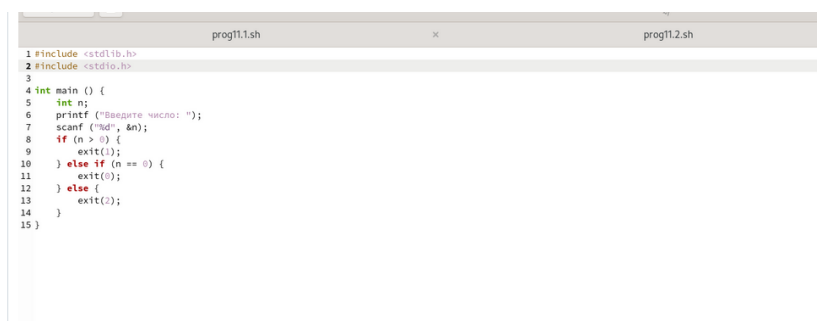 prog11.1.sh × prog11.2.sh
1 #include <stdlib.h>
2 #include <stdio.h>
3
4 int main () {
5     int n;
6     printf ("Введите число: ");
7     scanf ("%d", &n);
8     if (n > 0) {
9         exit(1);
10     } else if (n == 0) {
11         exit(0);
12     } else {
13         exit(2);
14     }
15 }